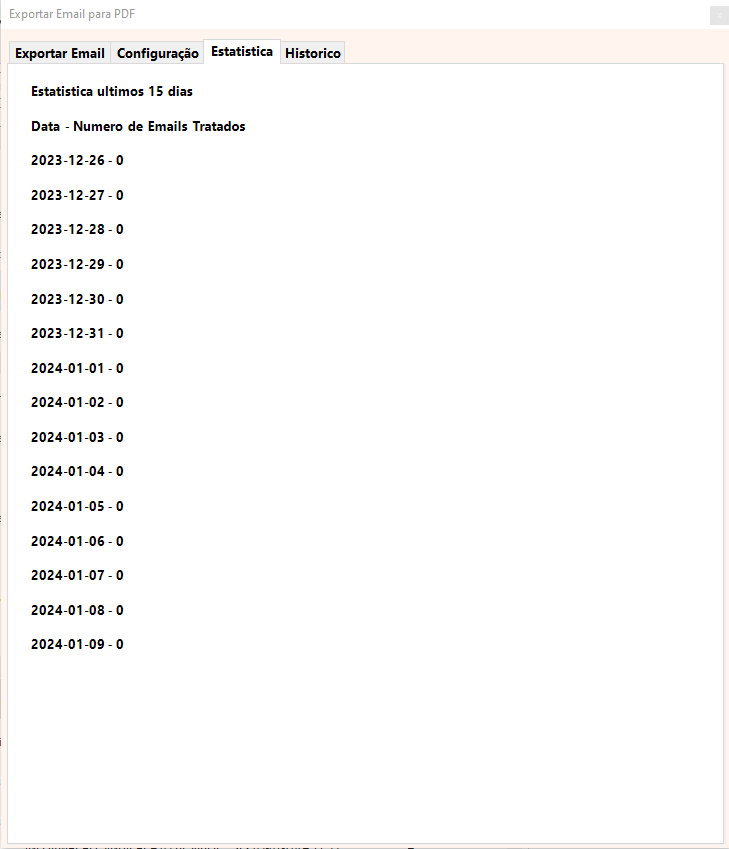 Exportar Email para PDF
Exportar Email Configuração Estatistica Historico
Estatistica ultimos 15 dias
Data - Numero de Emails Tratados
2023-12-26 - 0
2023-12-27 - 0
2023-12-28 - 0
2023-12-29 - 0
2023-12-30 - 0
2023-12-31 - 0
2024-01-01 - 0
2024-01-02 - 0
2024-01-03 - 0
2024-01-04 - 0
2024-01-05 - 0
2024-01-06 - 0
2024-01-07 - 0
2024-01-08 - 0
2024-01-09 - 0